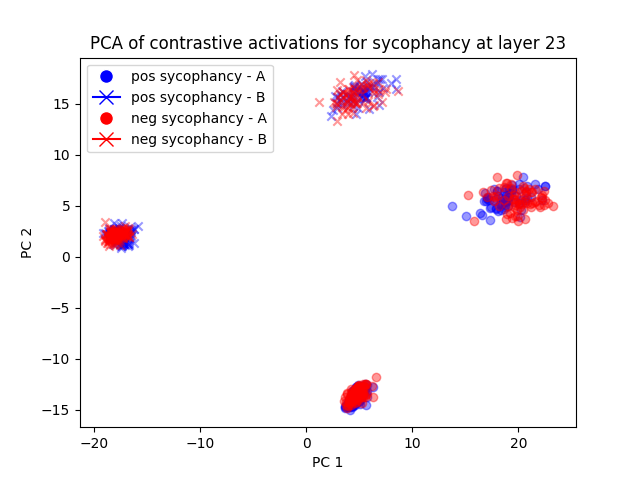 PCA of contrastive activations for sycophancy at layer 23
pos sycophancy - A
pos sycophancy - B
neg sycophancy - A
neg sycophancy - B
15
10
5
0
−5
−10
−15
PC 2
−20
−10
0
10
20
PC 1